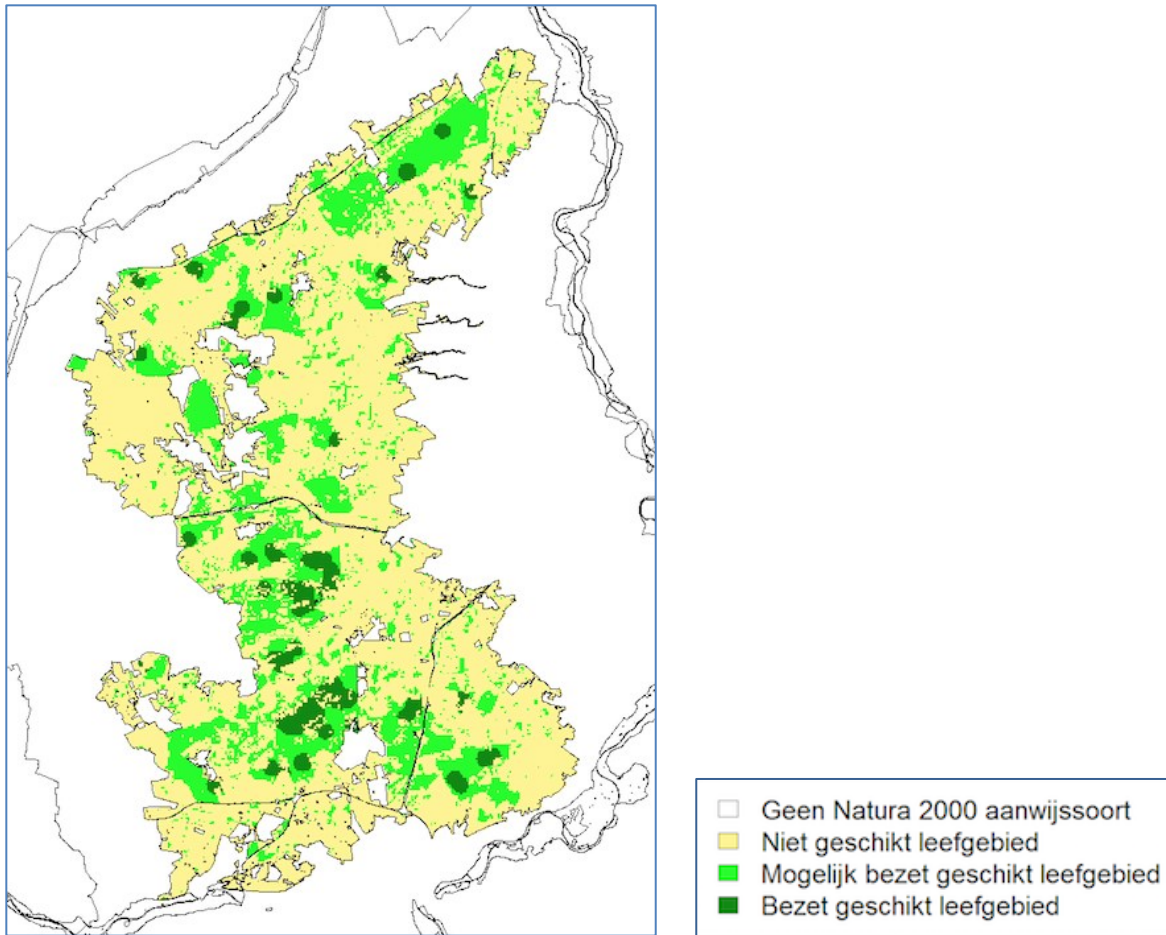 Geen Natura 2000 aanwijssoort
Niet geschikt leefgebied
Mogelijk bezet geschikt leefgebied
Bezet geschikt leefgebied